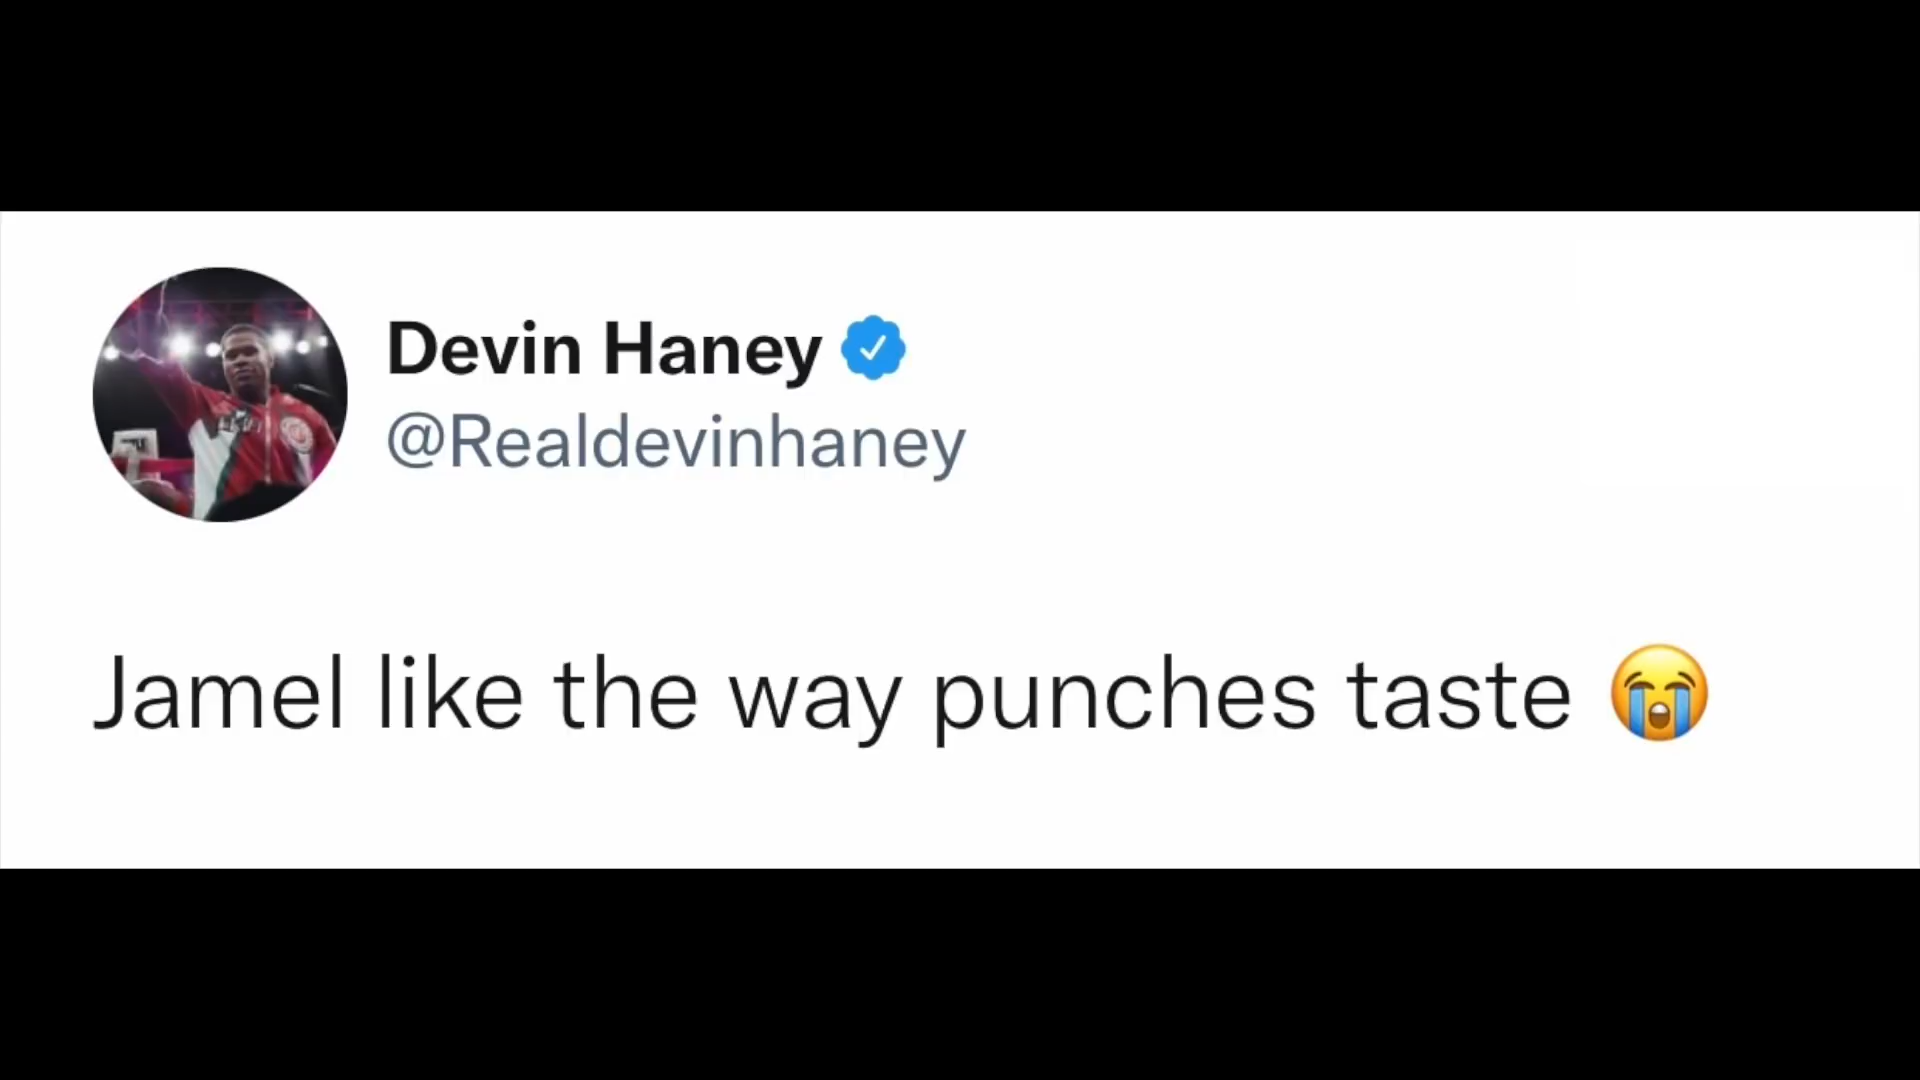 Devin Haney
@Realdevinhaney
Jamel like the way punches taste 😭